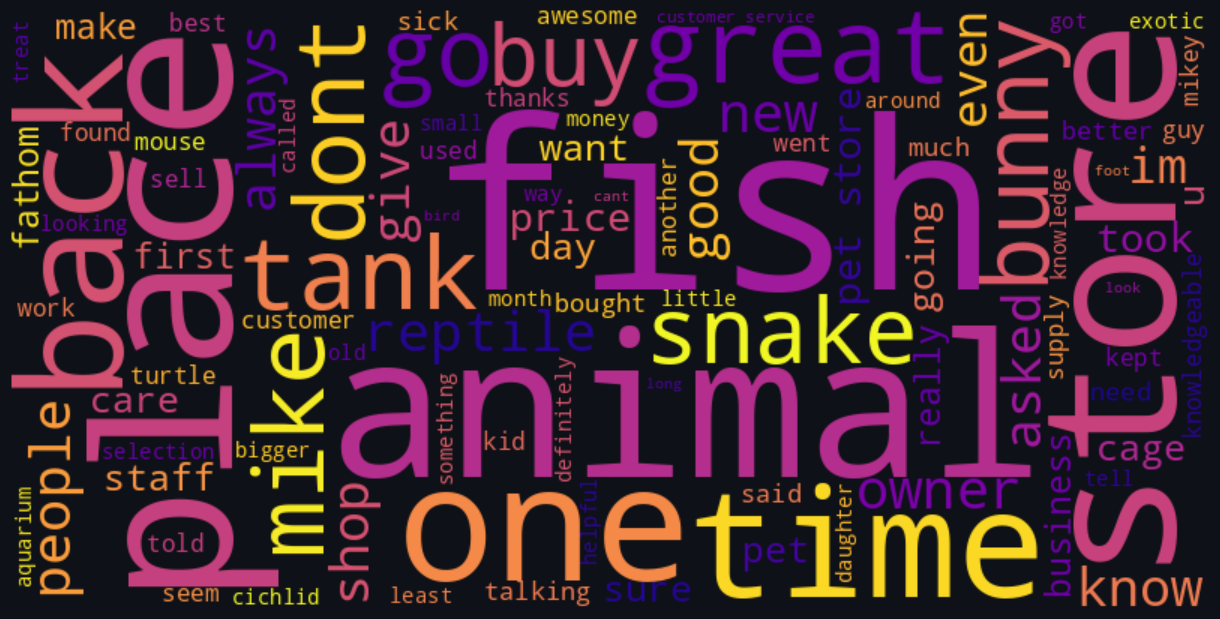 treat
make
best
sick
awesome
customer service
got
exotic
back
place
always
called
dont
go
buy
great
even
bunny
store
mikey
thanks
new
around
found
mouse
small
money
pet store
better
guy
fathom
sell
give
used
want
went
much
foot
im
fish
way
cant
another
good
knowledge
u
looking
bird
price
going
took
first
tank
day
work
month
bought
little
look
customer
reptile
snake
supply
knowledgeable
mike
old
really
asked
kept
turtle
animal
long
need
care
something
definitely
people
selection
bigger
kid
cage
staff
shop
one
time
said
owner
business
tell
aquarium
told
helpful
pet
daughter
seem
cichlid
least
talking
sure
know